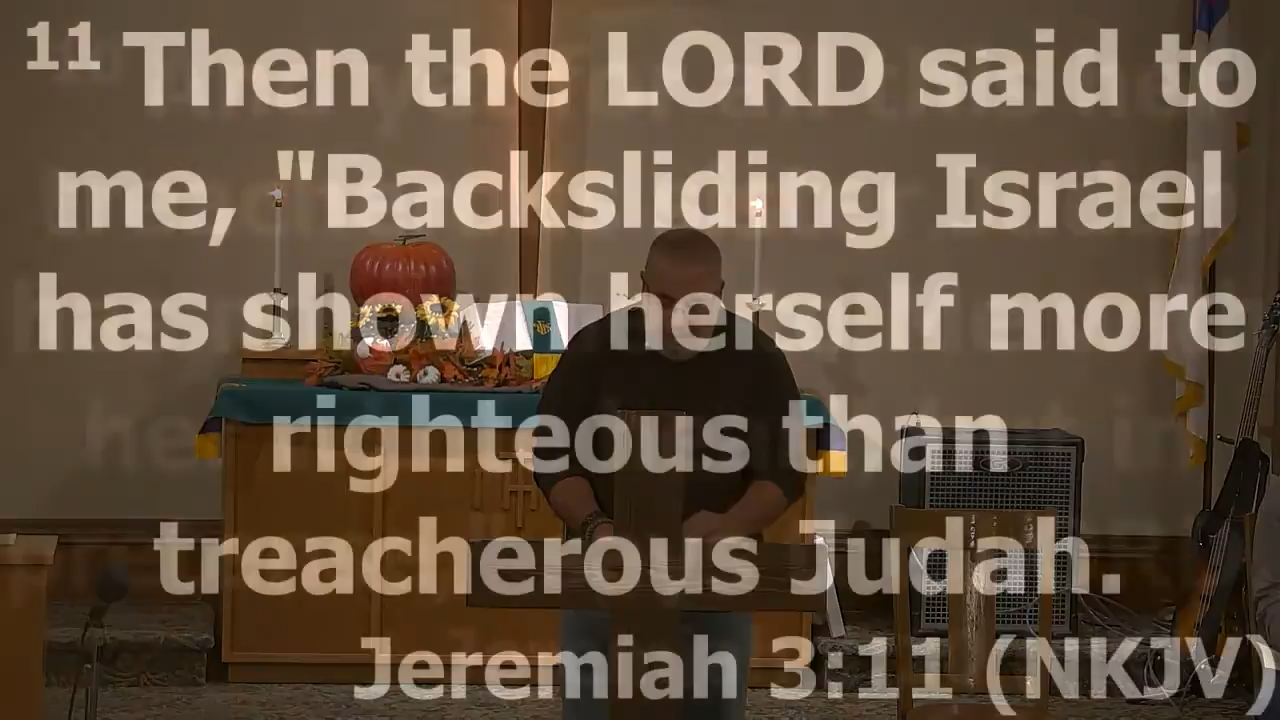 11 Then the LORD said to
me, "Backsliding Israel
has shown herself more
righteous than
treacherous Judah.
Jeremiah 3:11 (NKJV)